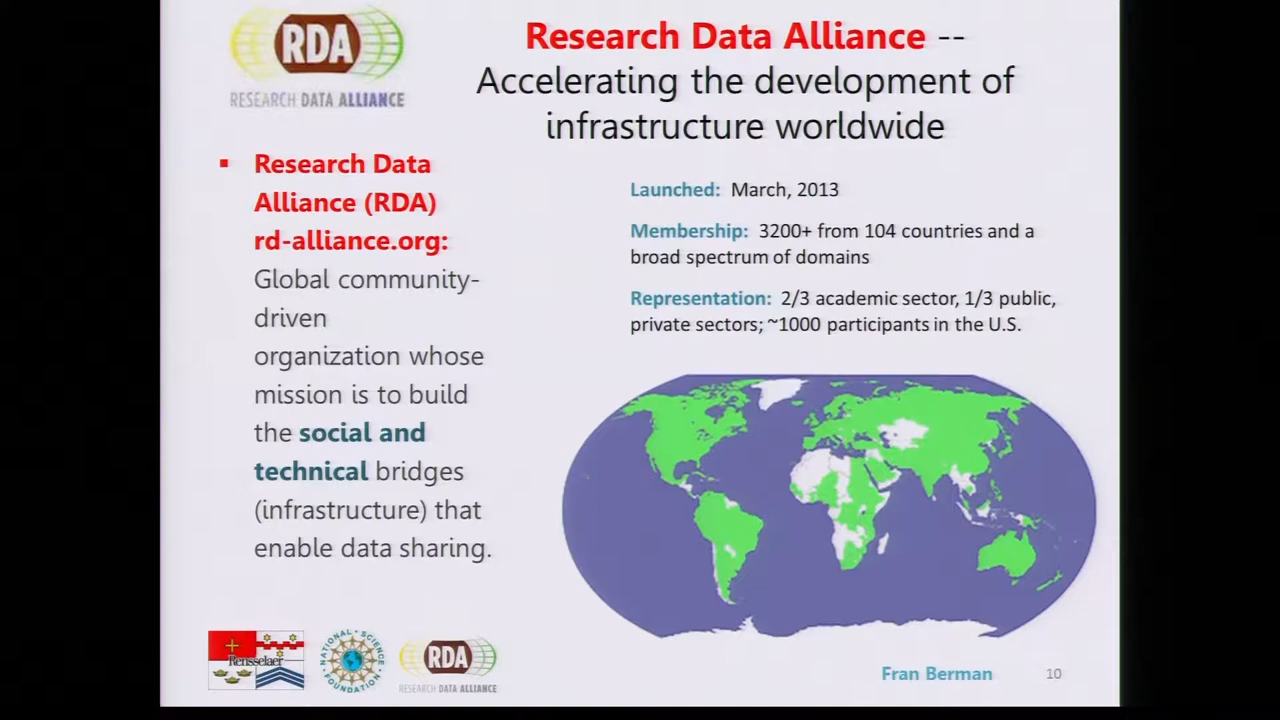 RDA
RESEARCH DATA ALLIANCE
Research Data Alliance --
Accelerating the development of
infrastructure worldwide
▪ Research Data
Alliance (RDA)
rd-alliance.org:
Global community-
driven
organization whose
mission is to build
the social and
technical bridges
(infrastructure) that
enable data sharing.
Launched: March, 2013
Membership: 3200+ from 104 countries and a
broad spectrum of domains
Representation: 2/3 academic sector, 1/3 public,
private sectors; ~1000 participants in the U.S.
Rensselaer
NATIONAL SCIENCE FOUNDATION
RDA
RESEARCH DATA ALLIANCE
Fran Berman
10